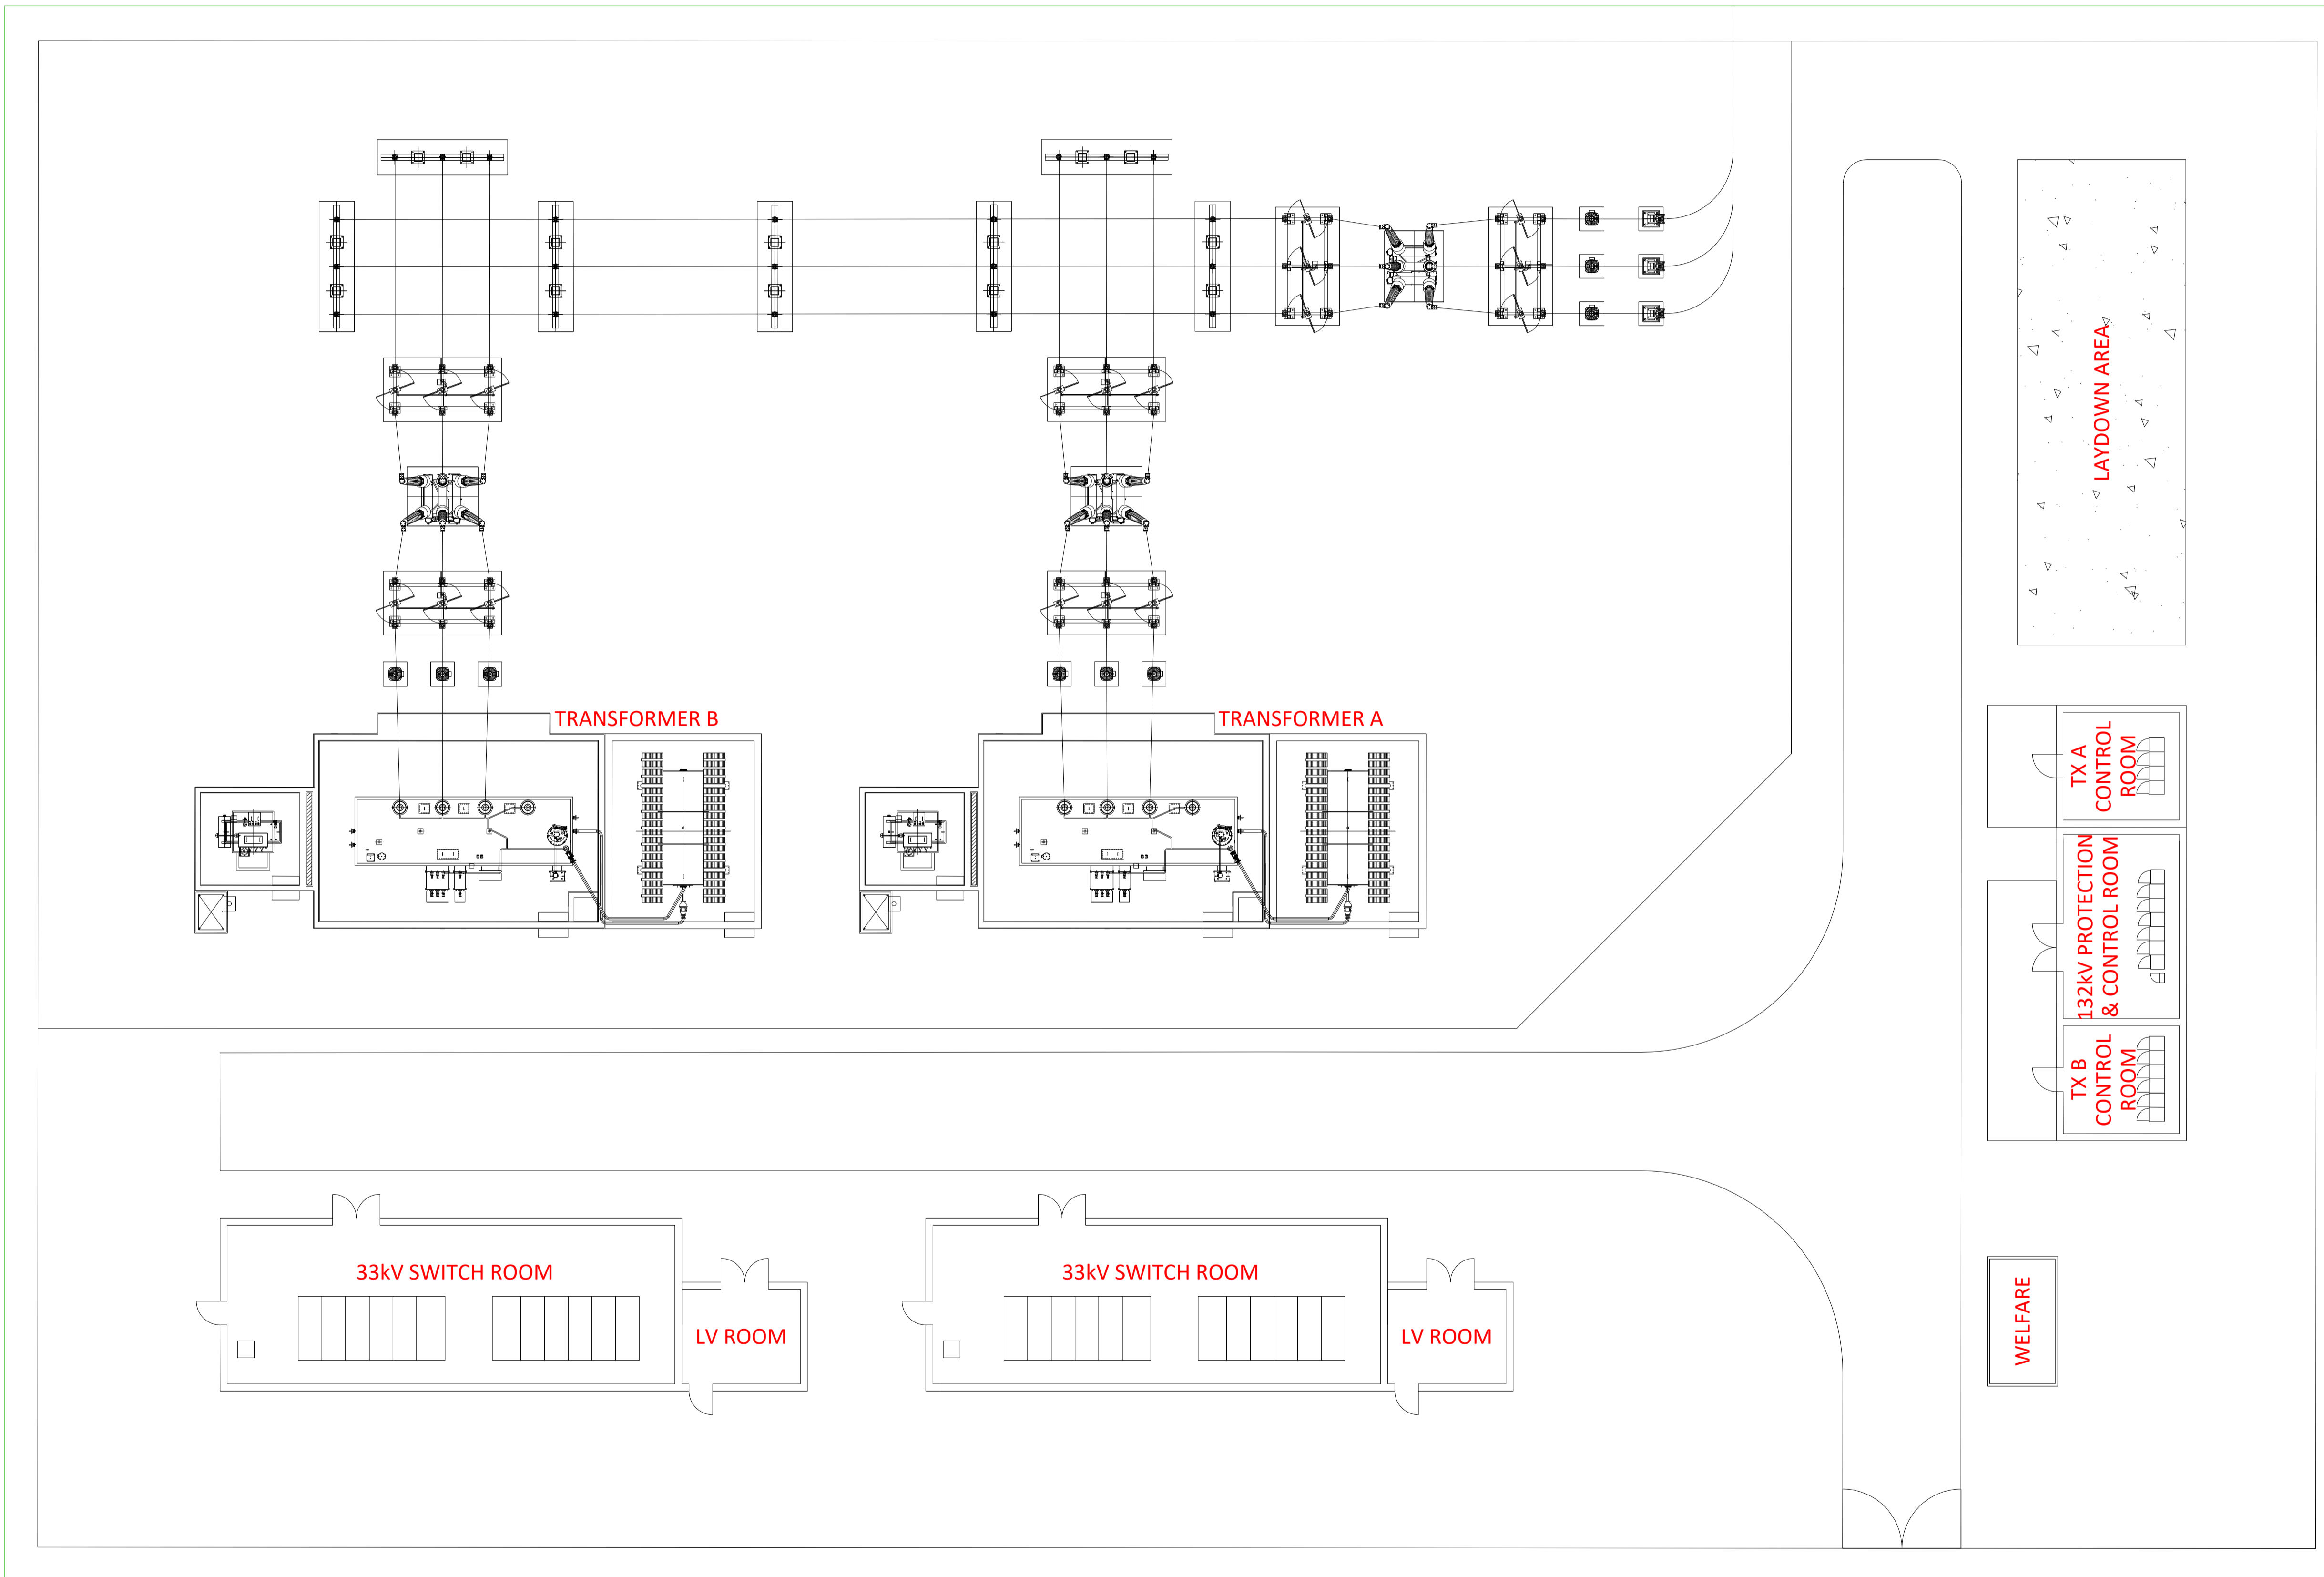 TRANSFORMER B
TRANSFORMER A
LAYDOWN AREA
TX A
CONTROL
ROOM
132kV PROTECTION
& CONTROL ROOM
TX B
CONTROL
ROOM
33kV SWITCH ROOM
LV ROOM
33kV SWITCH ROOM
LV ROOM
WELFARE